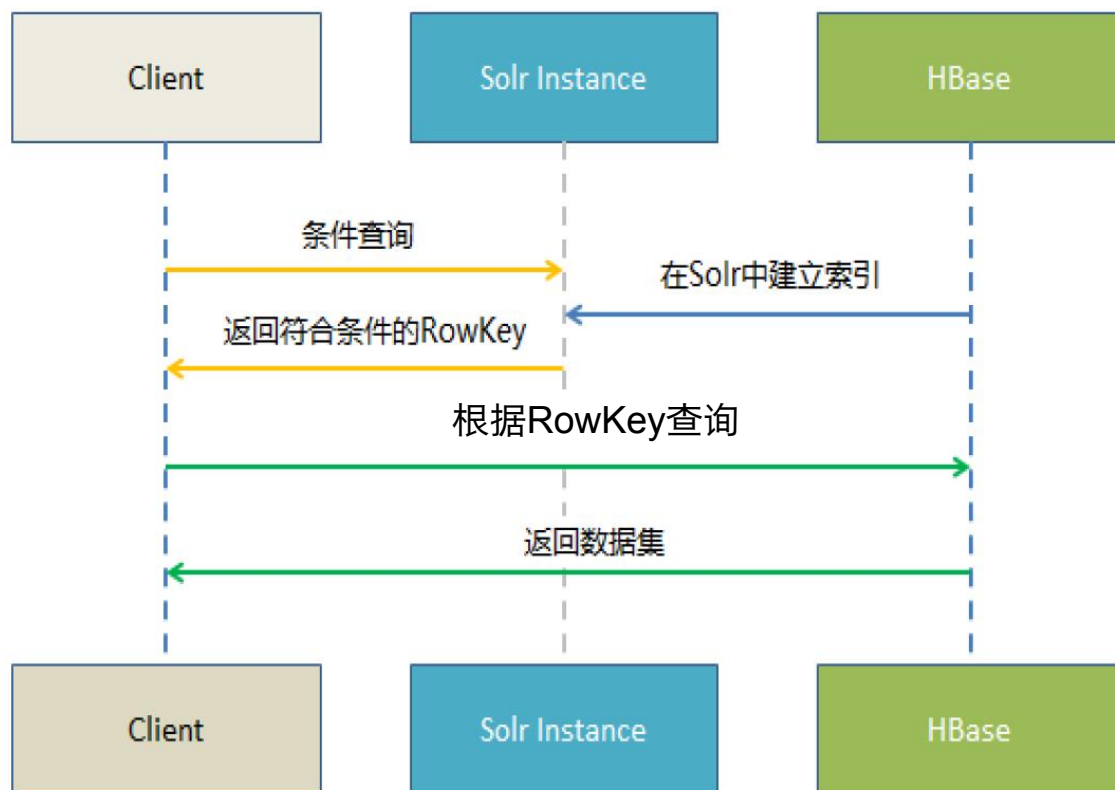 Client
Solr Instance
HBase
条件查询
在Solr中建立索引
返回符合条件的RowKey
根据RowKey查询
返回数据集
Client
Solr Instance
HBase